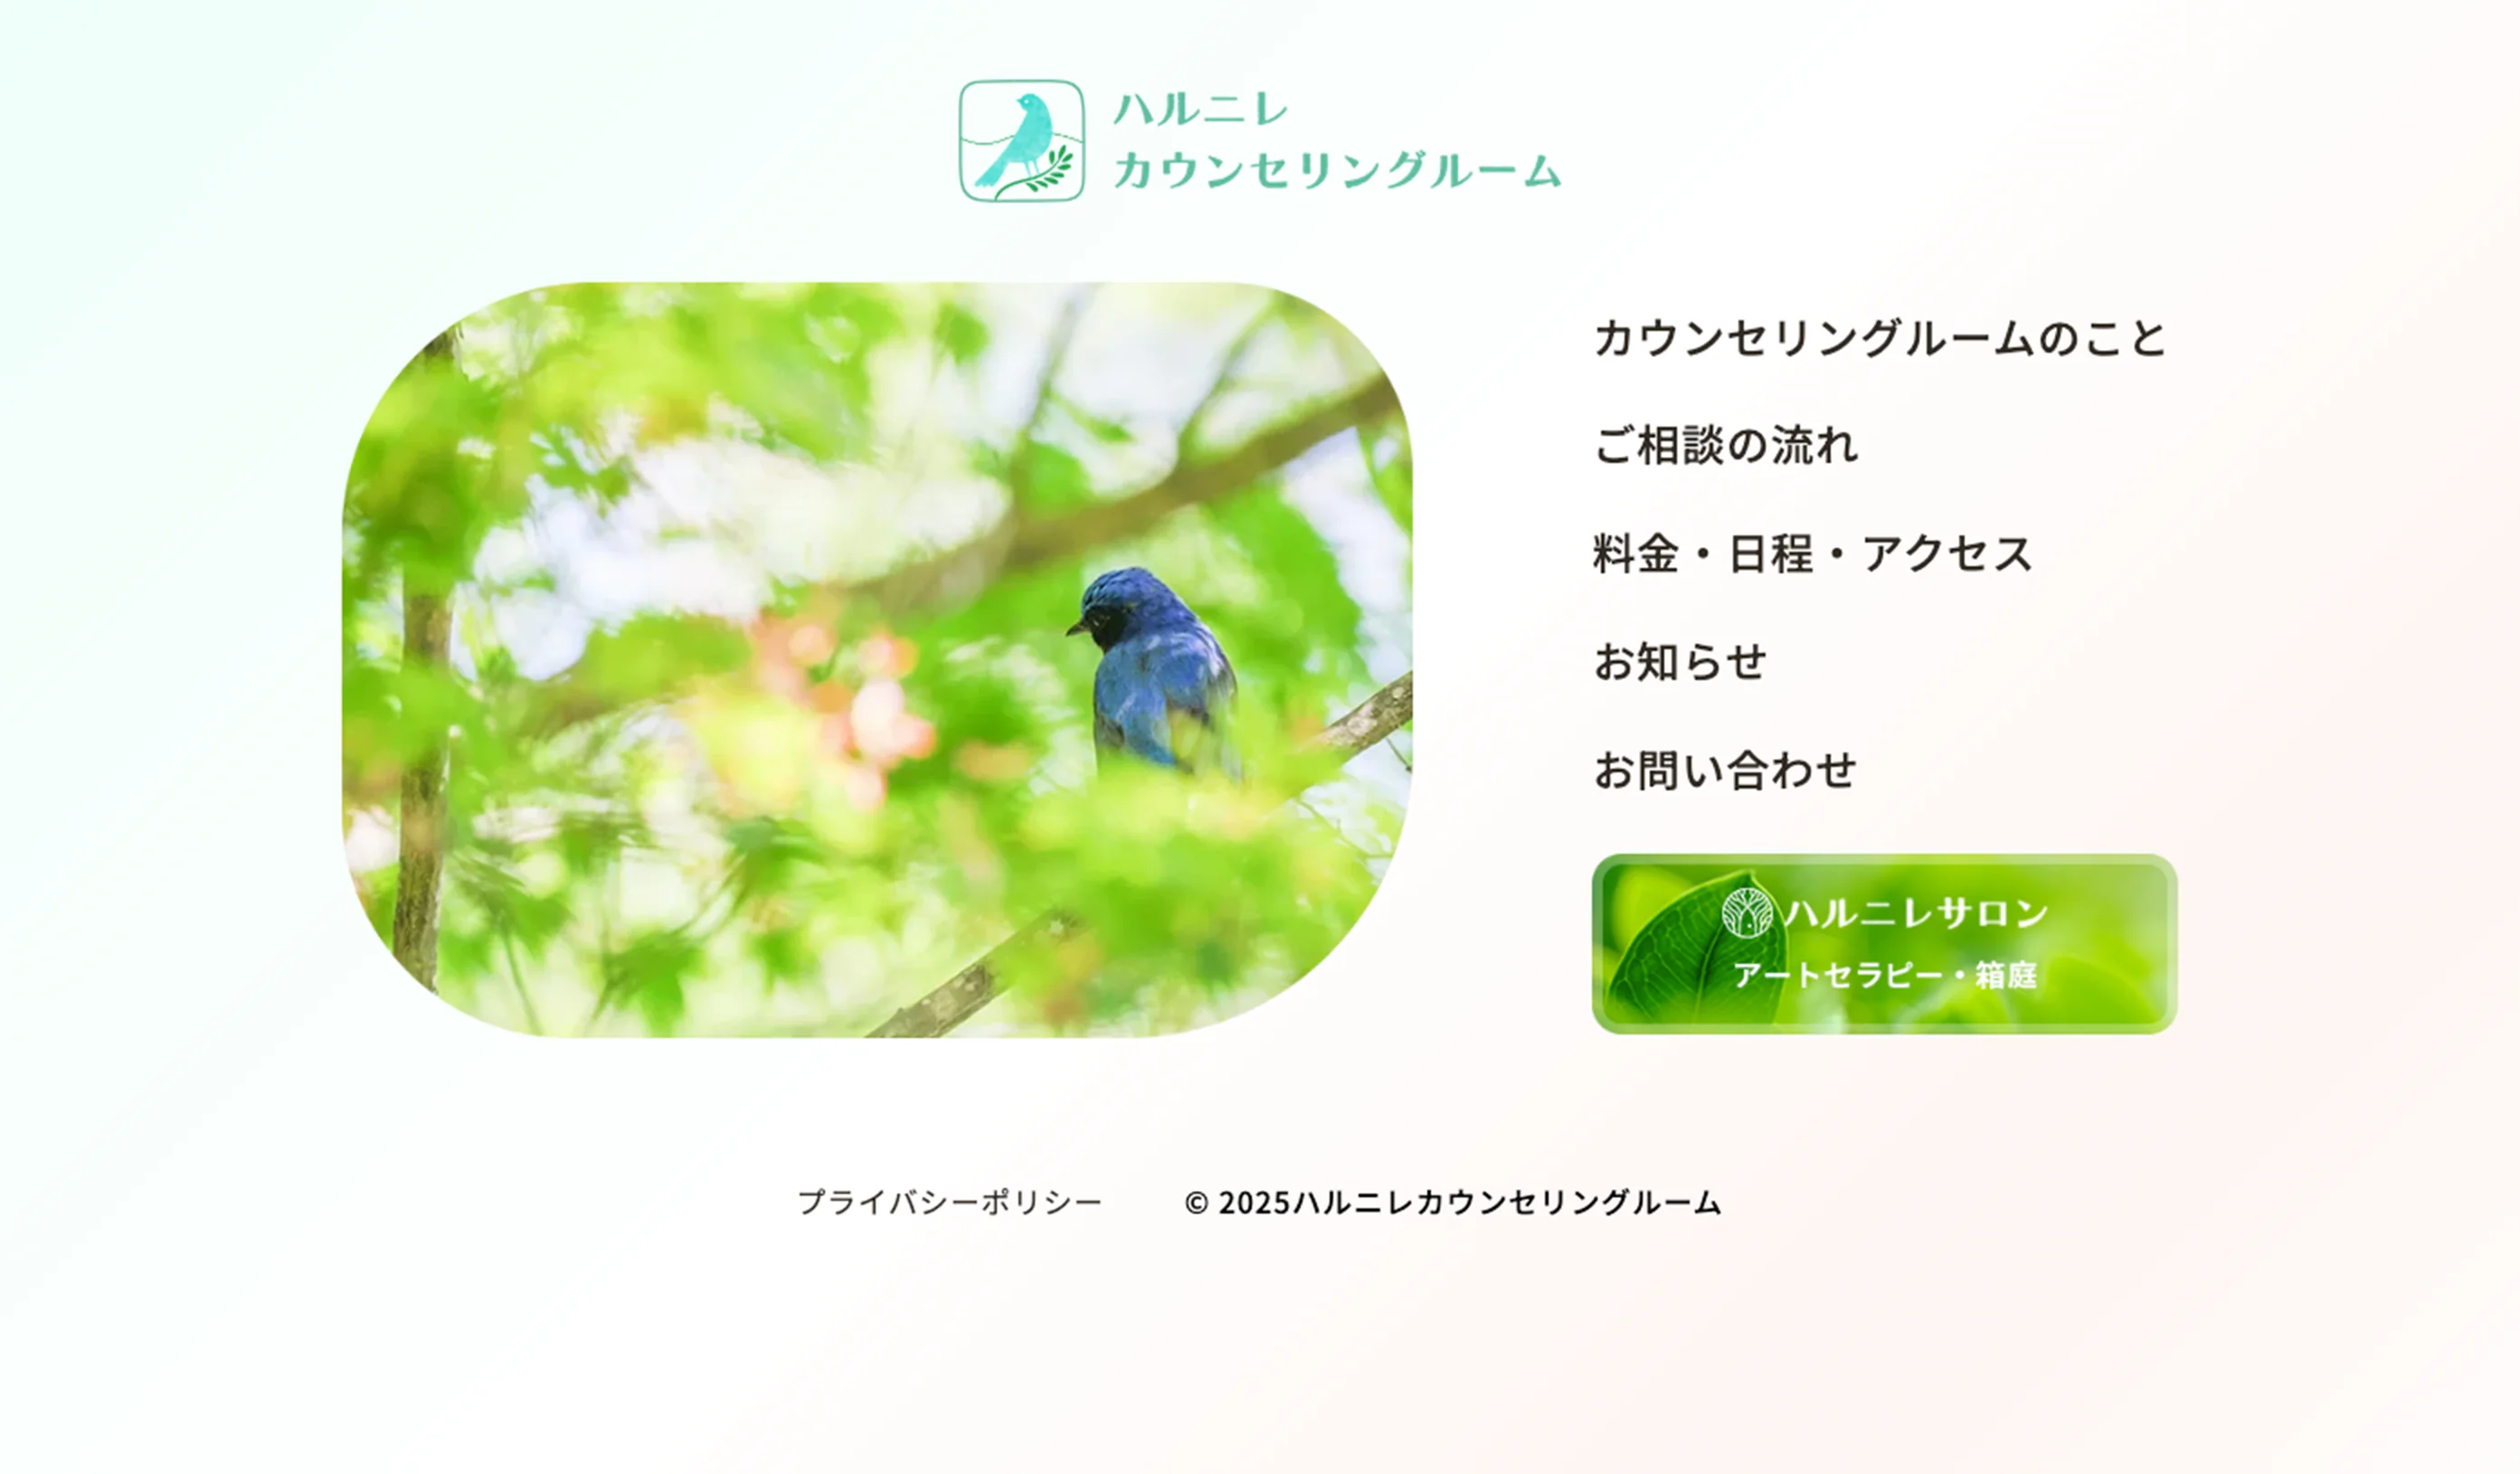 ハルニレ
カウンセリングルーム
カウンセリングルームのこと
ご相談の流れ
料金・日程・アクセス
お知らせ
お問い合わせ
ハルニレサロン
アートセラピー・箱庭
プライバシーポリシー
© 2025ハルニレカウンセリングルーム